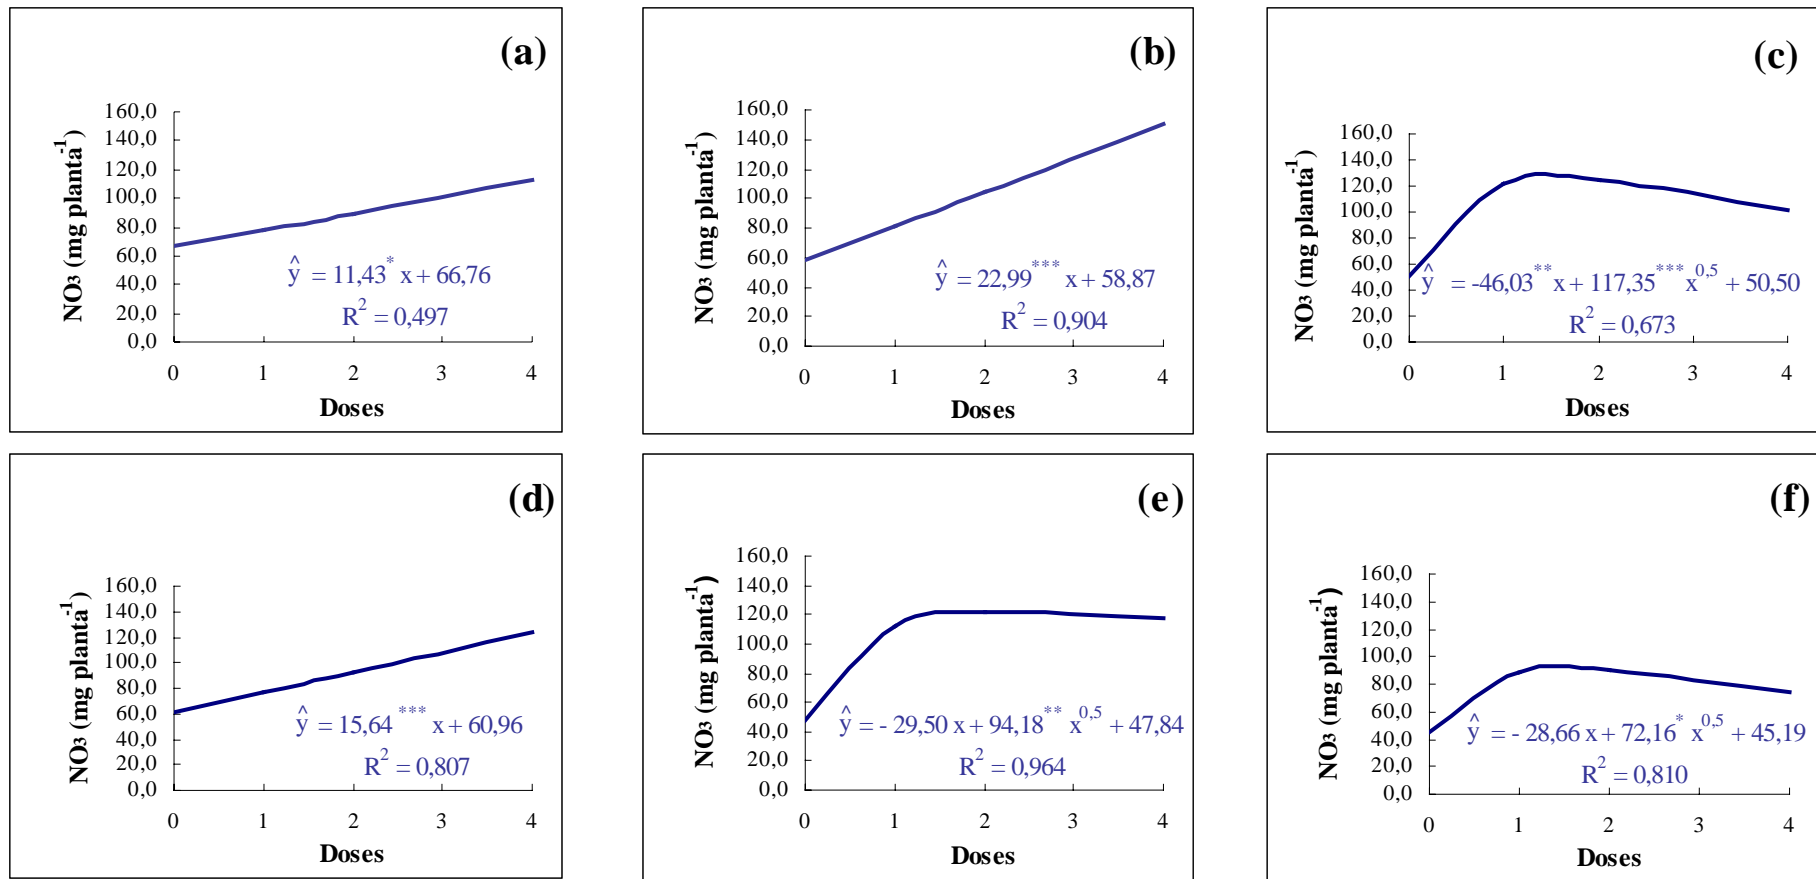 (a)
NO3 (mg planta-1)
160,0
140,0
120,0
100,0
80,0
60,0
40,0
20,0
0,0
ŷ = 11,43* x + 66,76
R2 = 0,497
0 1 2 3 4
Doses
(b)
NO3 (mg planta-1)
160,0
140,0
120,0
100,0
80,0
60,0
40,0
20,0
0,0
ŷ = 22,99*** x + 58,87
R2 = 0,904
0 1 2 3 4
Doses
(c)
NO3 (mg planta-1)
160,0
140,0
120,0
100,0
80,0
60,0
40,0
20,0
0,0
ŷ = -46,03** x + 117,35*** x0,5 + 50,50
R2 = 0,673
0 1 2 3 4
Doses
(d)
NO3 (mg planta-1)
160,0
140,0
120,0
100,0
80,0
60,0
40,0
20,0
0,0
ŷ = 15,64 *** x + 60,96
R2 = 0,807
0 1 2 3 4
Doses
(e)
NO3 (mg planta-1)
160,0
140,0
120,0
100,0
80,0
60,0
40,0
20,0
0,0
ŷ = - 29,50 x + 94,18** x0,5 + 47,84
R2 = 0,964
0 1 2 3 4
Doses
(f)
NO3 (mg planta-1)
160,0
140,0
120,0
100,0
80,0
60,0
40,0
20,0
0,0
ŷ = - 28,66 x + 72,16* x0,5 + 45,19
R2 = 0,810
0 1 2 3 4
Doses